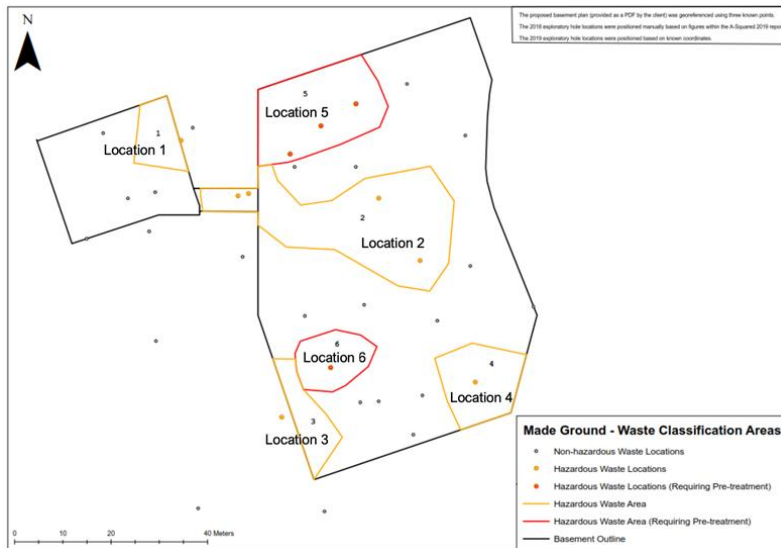 The proposed basement plan (provided as a PDF by the client) was georeferenced using three known points.
The 2018 exploratory hole locations were positioned manually based on figures within the A-Squared 2019 repor
The 2019 exploratory hole locations were positioned based on known coordinates.
N
5
Location 5
1
Location 1
2
Location 2
6
Location 6
4
Location 4
3
Location 3
Made Ground - Waste Classification Areas
Non-hazardous Waste Locations
Hazardous Waste Locations
Hazardous Waste Locations (Requiring Pre-treatment)
Hazardous Waste Area
Hazardous Waste Area (Requiring Pre-treatment)
Basement Outline
0 10 20 40 Meters